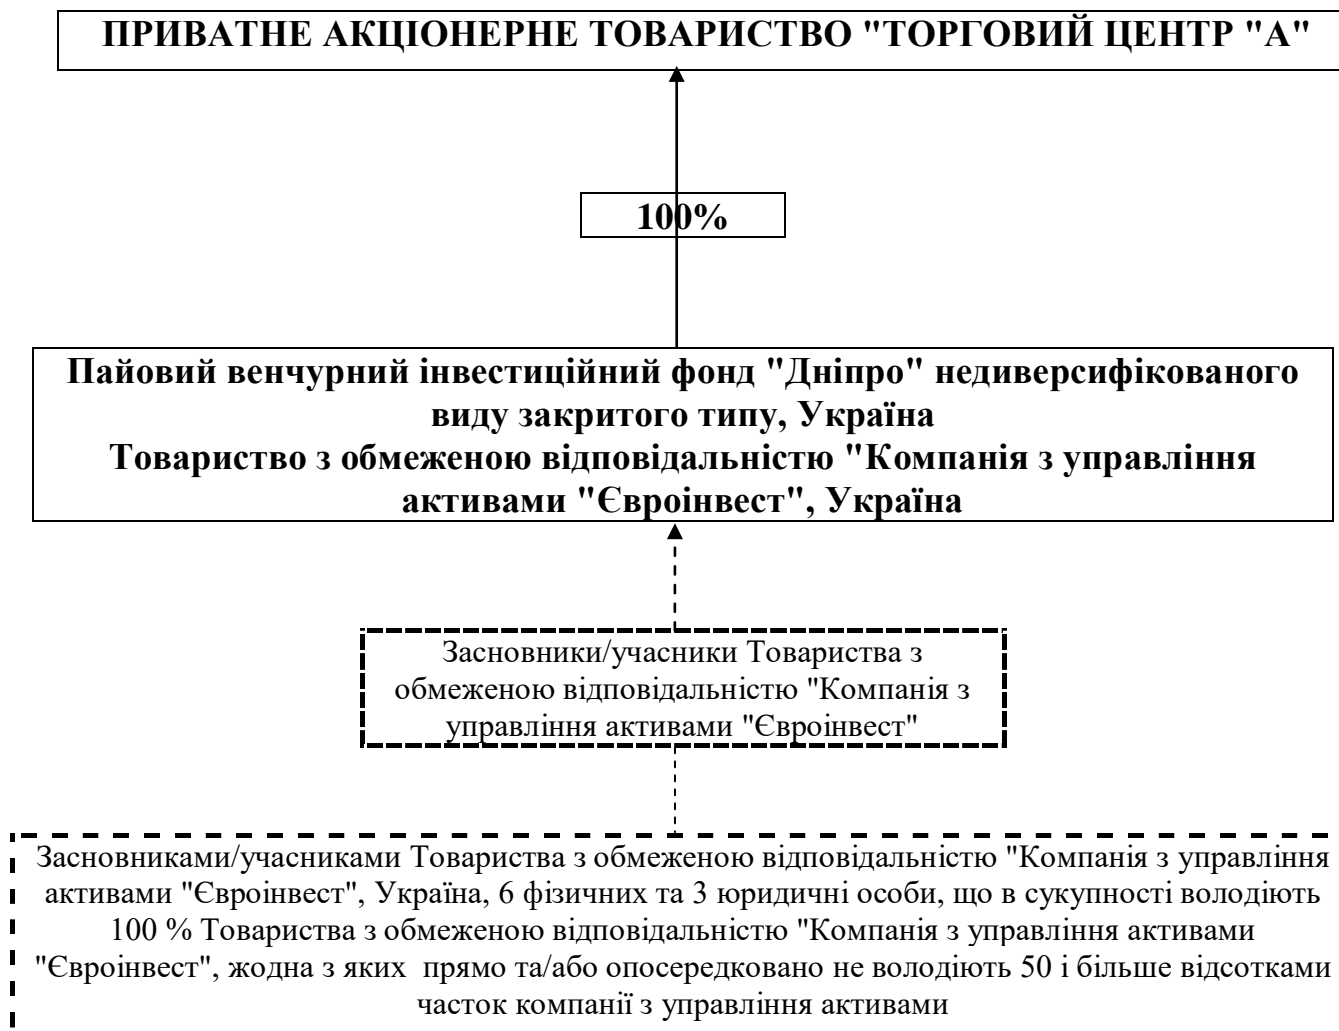 ПРИВАТНЕ АКЦІОНЕРНЕ ТОВАРИСТВО "ТОРГОВИЙ ЦЕНТР "А"
100%
Пайовий венчурний інвестиційний фонд "Дніпро" недиверсифікованого
виду закритого типу, Україна
Товариство з обмеженою відповідальністю "Компанія з управління
активами "Євроінвест", Україна
Засновники/учасники Товариства з
обмеженою відповідальністю "Компанія з
управління активами "Євроінвест"
Засновниками/учасниками Товариства з обмеженою відповідальністю "Компанія з управління
активами "Євроінвест", Україна, 6 фізичних та 3 юридичні особи, що в сукупності володіють
100 % Товариства з обмеженою відповідальністю "Компанія з управління активами
"Євроінвест", жодна з яких прямо та/або опосередковано не володіють 50 і більше відсотками
часток компанії з управління активами